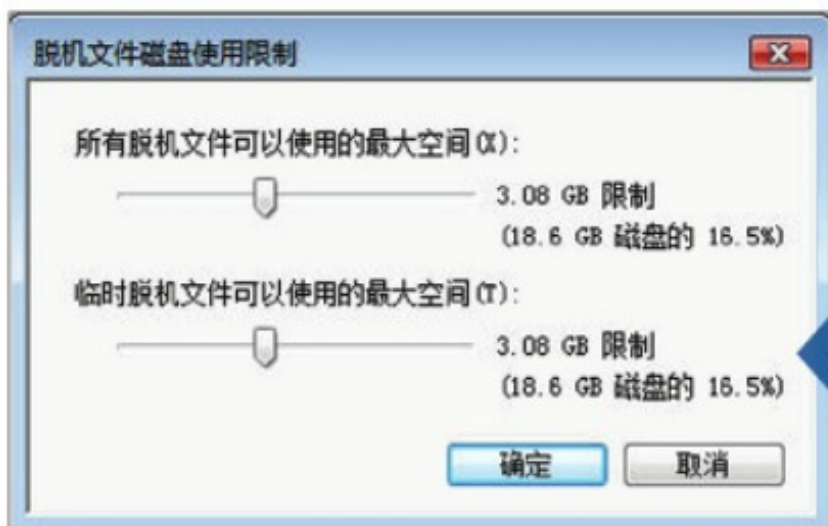 脱机文件磁盘使用限制
所有脱机文件可以使用的最大空间(X):
3.08 GB 限制
(18.6 GB 磁盘的 16.5%)
临时脱机文件可以使用的最大空间(T):
3.08 GB 限制
(18.6 GB 磁盘的 16.5%)
确定 取消